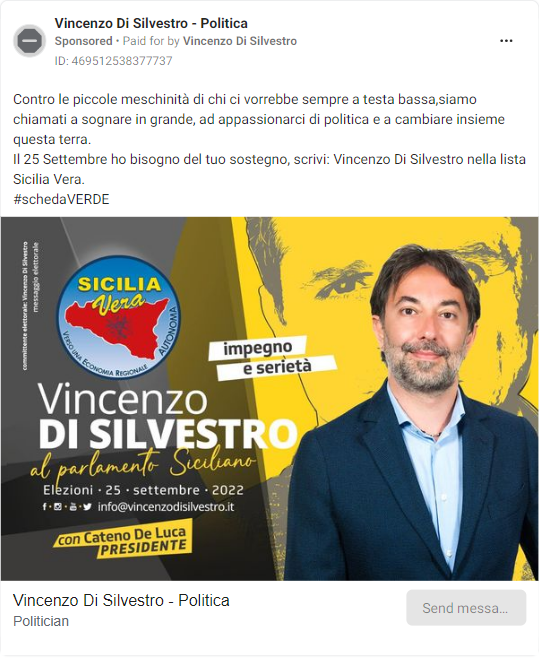 Vincenzo Di Silvestro - Politica
Sponsored • Paid for by Vincenzo Di Silvestro
ID: 469512538377737
Contro le piccole meschinità di chi ci vorrebbe sempre a testa bassa,siamo
chiamati a sognare in grande, ad appassionarci di politica e a cambiare insieme
questa terra.
Il 25 Settembre ho bisogno del tuo sostegno, scrivi: Vincenzo Di Silvestro nella lista
Sicilia Vera.
#schedaVERDE
committente elettorale: Vincenzo Di Silvestro
messaggio elettorale
SICILIA
Vera
VERSO UNA ECONOMIA REGIONALE AUTONOMA
impegno
e serietà
Vincenzo
DI SILVESTRO
al parlamento Siciliano
Elezioni • 25 • settembre • 2022
info@vincenzodisilvestro.it
con Cateno De Luca
PRESIDENTE
Vincenzo Di Silvestro - Politica
Politician
Send messa...